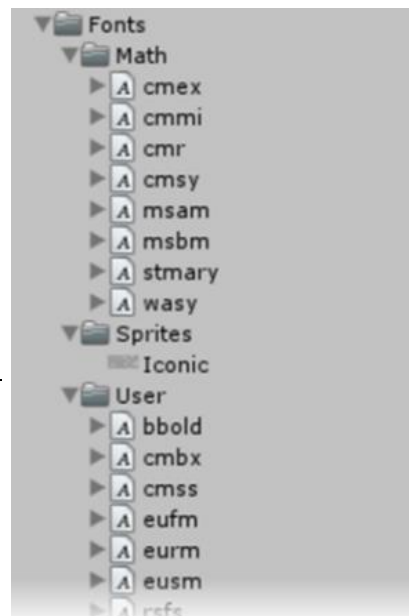 Fonts
Math
cmex
cmmi
cmr
cmsy
msam
msbm
stmary
wasy
Sprites
Iconic
User
bbold
cmbx
cmss
eufm
eurm
eusm
rsfs